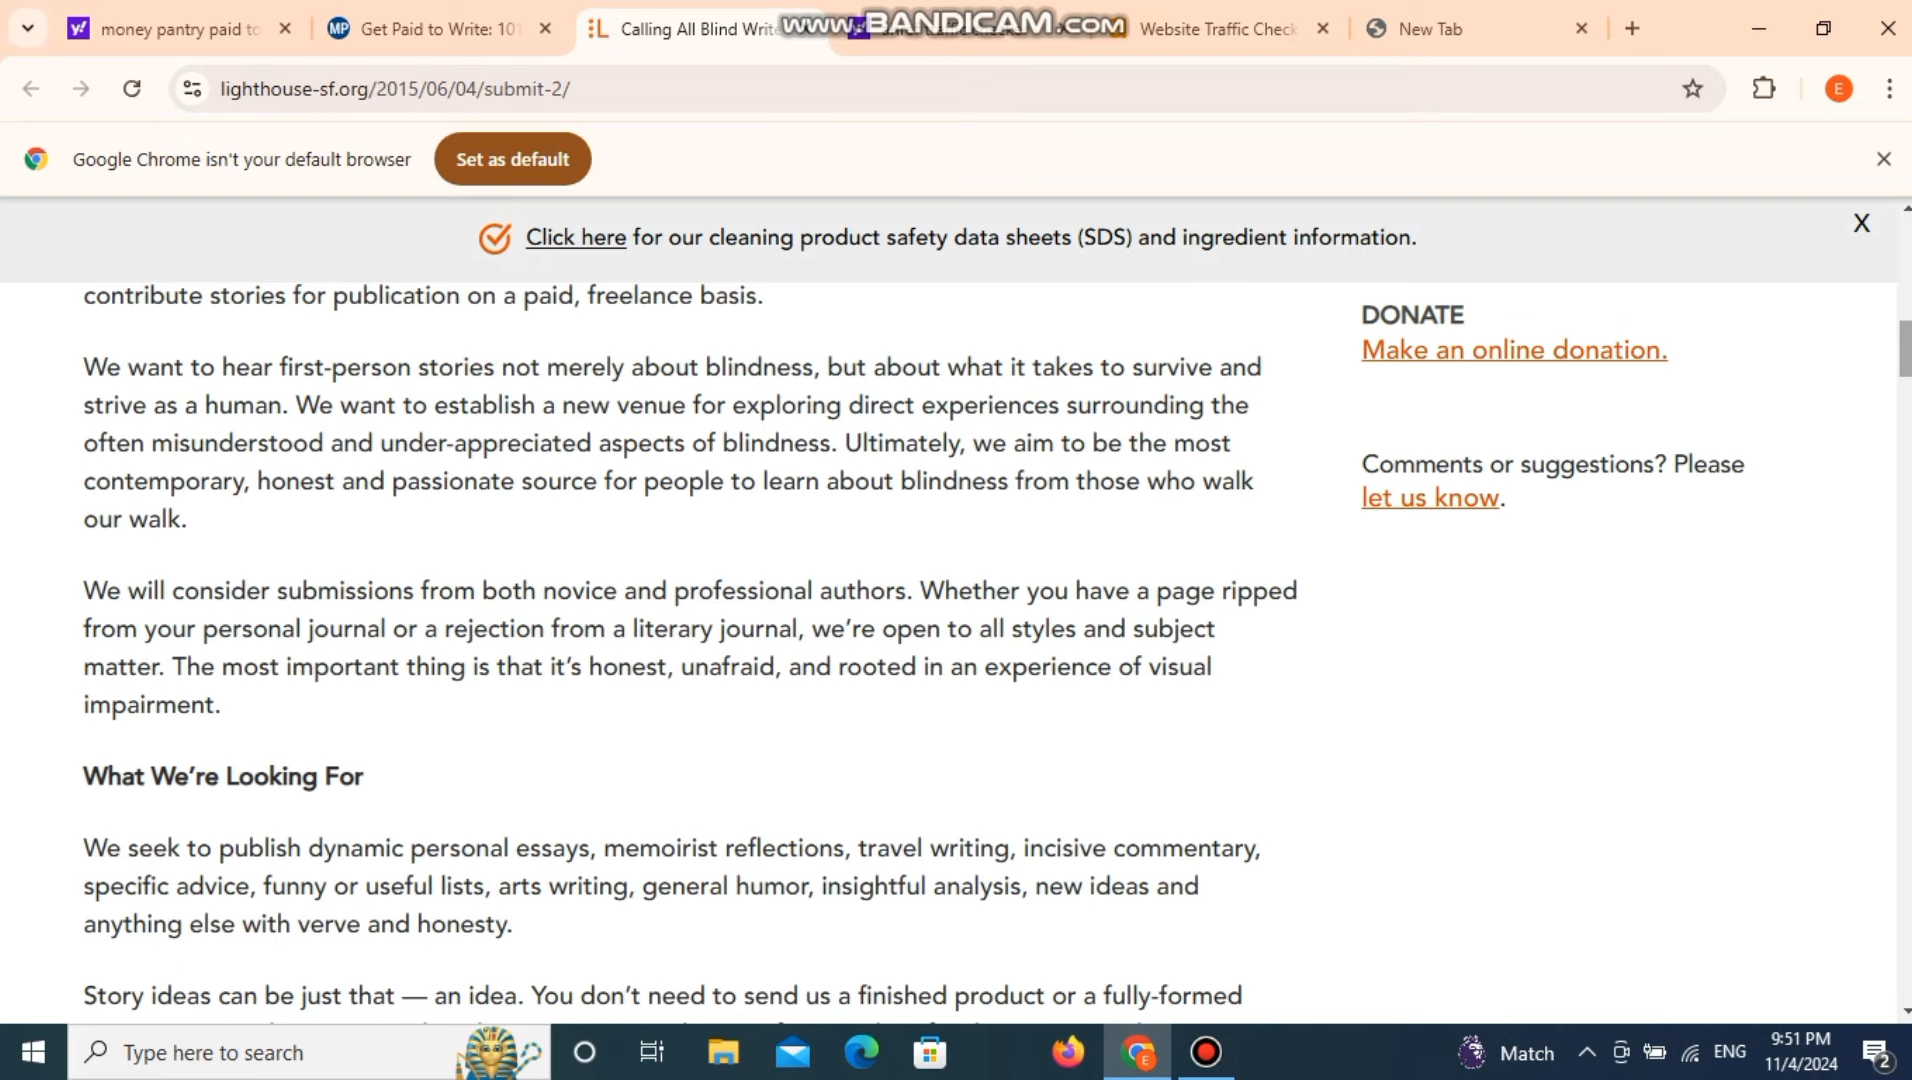 money pantry paid to
Get Paid to Write: 101
Calling All Blind Write
www.BANDICAM.com
Website Traffic Check
New Tab
lighthouse-sf.org/2015/06/04/submit-2/
E
Google Chrome isn't your default browser
Set as default
Click here for our cleaning product safety data sheets (SDS) and ingredient information.
X
contribute stories for publication on a paid, freelance basis.
We want to hear first-person stories not merely about blindness, but about what it takes to survive and
strive as a human. We want to establish a new venue for exploring direct experiences surrounding the
often misunderstood and under-appreciated aspects of blindness. Ultimately, we aim to be the most
contemporary, honest and passionate source for people to learn about blindness from those who walk
our walk.
We will consider submissions from both novice and professional authors. Whether you have a page ripped
from your personal journal or a rejection from a literary journal, we’re open to all styles and subject
matter. The most important thing is that it’s honest, unafraid, and rooted in an experience of visual
impairment.
What We’re Looking For
We seek to publish dynamic personal essays, memoirist reflections, travel writing, incisive commentary,
specific advice, funny or useful lists, arts writing, general humor, insightful analysis, new ideas and
anything else with verve and honesty.
Story ideas can be just that — an idea. You don’t need to send us a finished product or a fully-formed
DONATE
Make an online donation.
Comments or suggestions? Please
let us know.
Type here to search
Match
ENG
9:51 PM
11/4/2024
2